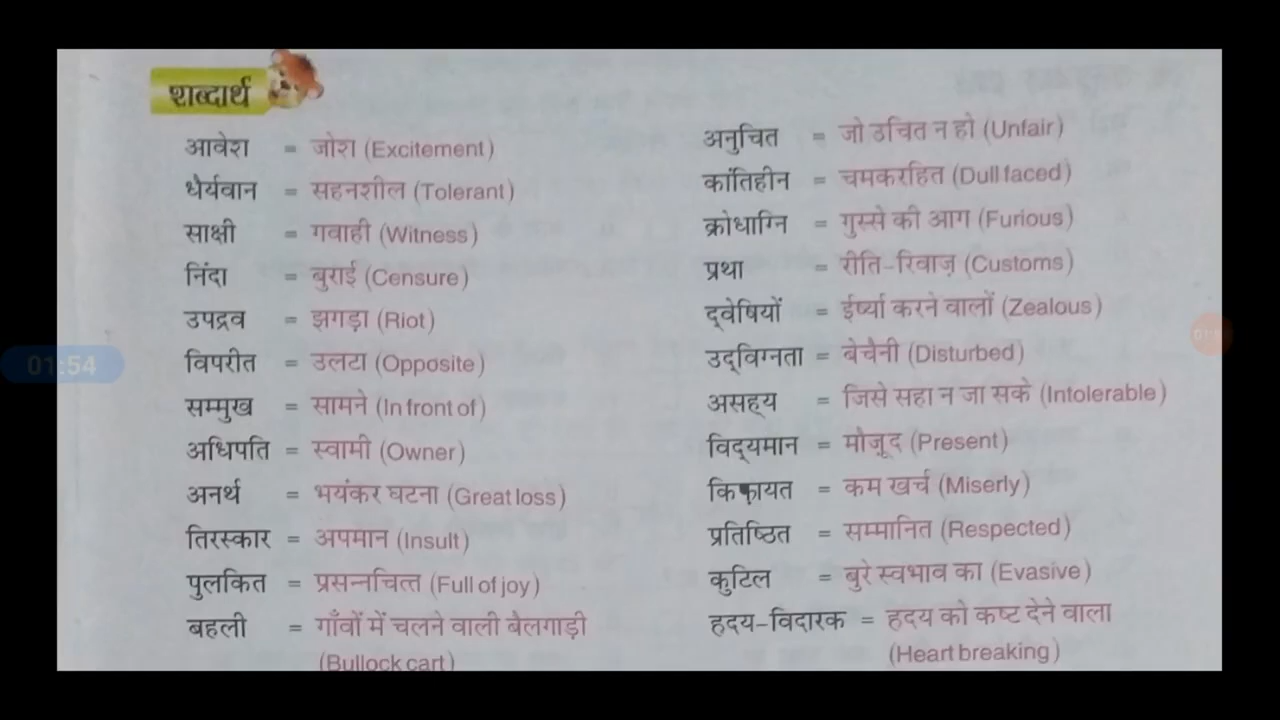 शब्दार्थ
आवेश = जोश (Excitement)
धैर्यवान = सहनशील (Tolerant)
साक्षी = गवाही (Witness)
निंदा = बुराई (Censure)
उपद्रव = झगड़ा (Riot)
विपरीत = उलटा (Opposite)
सम्मुख = सामने (In front of)
अधिपति = स्वामी (Owner)
अनर्थ = भयंकर घटना (Great loss)
तिरस्कार = अपमान (Insult)
पुलकित = प्रसन्नचित्त (Full of joy)
बहली = गाँवों में चलने वाली बैलगाड़ी
(Bullock cart)
अनुचित = जो उचित न हो (Unfair)
कांतिहीन = चमकरहित (Dull faced)
क्रोधाग्नि = गुस्से की आग (Furious)
प्रथा = रीति-रिवाज़ (Customs)
द्‌वेषियों = ईर्ष्या करने वालों (Zealous)
उद्‌विग्नता = बेचैनी (Disturbed)
असह्‌य = जिसे सहा न जा सके (Intolerable)
विद्‌यमान = मौजूद (Present)
किफ़ायत = कम खर्च (Miserly)
प्रतिष्ठित = सम्मानित (Respected)
कुटिल = बुरे स्वभाव का (Evasive)
हृदय-विदारक = हृदय को कष्ट देने वाला
(Heart breaking)
01:54